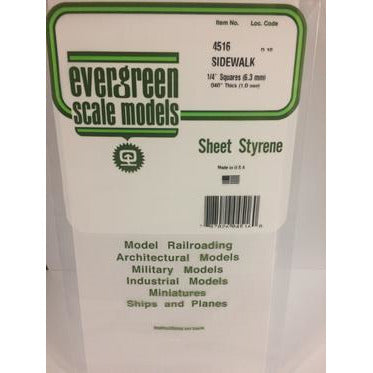 Item No. Loc. Code
4516
SIDEWALK
1/4" Squares (6.3 mm)
.040" Thick (1.0 mm)
evergreen
scale models
Sheet Styrene
Made in U.S.A
Model Railroading
Architectural Models
Military Models
Industrial Models
Miniatures
Ships and Planes